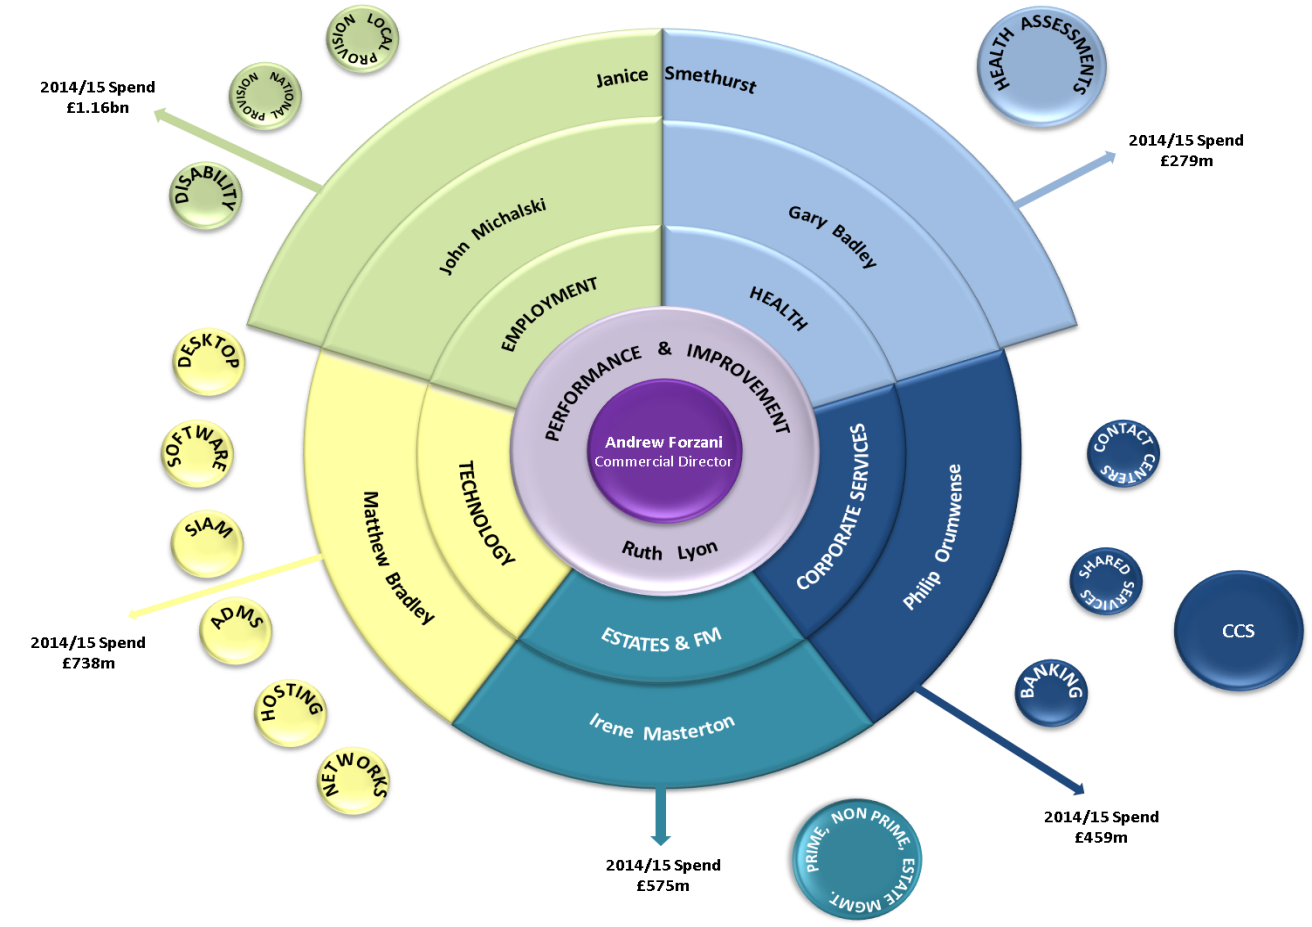 LOCAL PROVISION
NATIONAL PROVISION
DISABILITY
2014/15 Spend
£1.16bn
Janice Smethurst
HEALTH ASSESSMENTS
2014/15 Spend
£279m
John Michalski
Gary Badley
EMPLOYMENT
HEALTH
PERFORMANCE & IMPROVEMENT
Andrew Forzani
Commercial Director
Ruth Lyon
DESKTOP
SOFTWARE
SIAM
ADMS
HOSTING
NETWORKS
2014/15 Spend
£738m
TECHNOLOGY
Matthew Bradley
CORPORATE SERVICES
Philip Orumwense
CONTACT CENTERS
SHARED SERVICES
BANKING
CCS
2014/15 Spend
£459m
ESTATES & FM
Irene Masterton
2014/15 Spend
£575m
PRIME, NON PRIME, ESTATE MGMT.